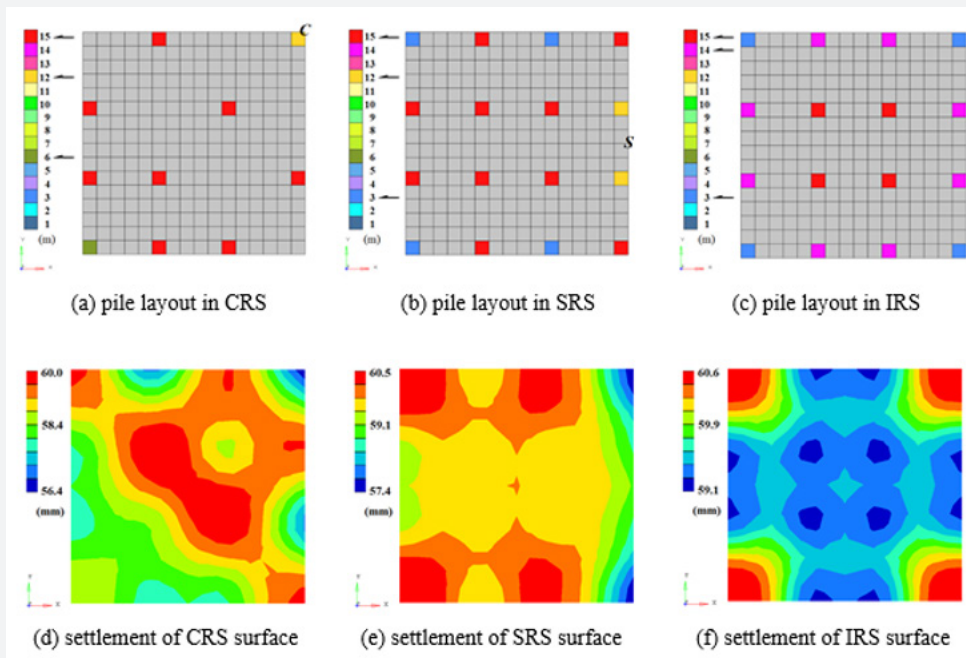 C
15
14
13
12
11
10
9
8
7
6
5
4
3
2
1
(m)
Y
X
(a) pile layout in CRS
15
14
13
12
11
10
9
8
7
6
5
4
3
2
1
(m)
S
Y
X
(b) pile layout in SRS
15
14
13
12
11
10
9
8
7
6
5
4
3
2
1
(m)
Y
X
(c) pile layout in IRS
60.0
58.4
56.4
(mm)
Y
X
(d) settlement of CRS surface
60.5
59.1
57.4
(mm)
Y
X
(e) settlement of SRS surface
60.6
59.9
59.1
(mm)
Y
X
(f) settlement of IRS surface